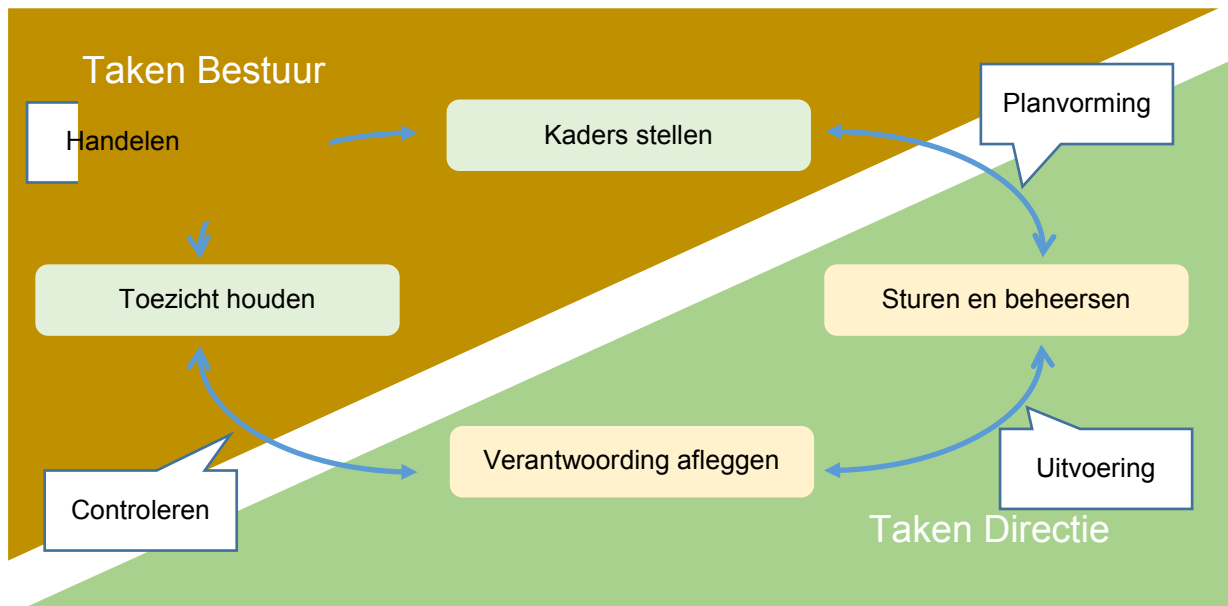 Taken Bestuur
Planvorming
Handelen
Kaders stellen
Toezicht houden
Sturen en beheersen
Verantwoording afleggen
Uitvoering
Controleren
Taken Directie